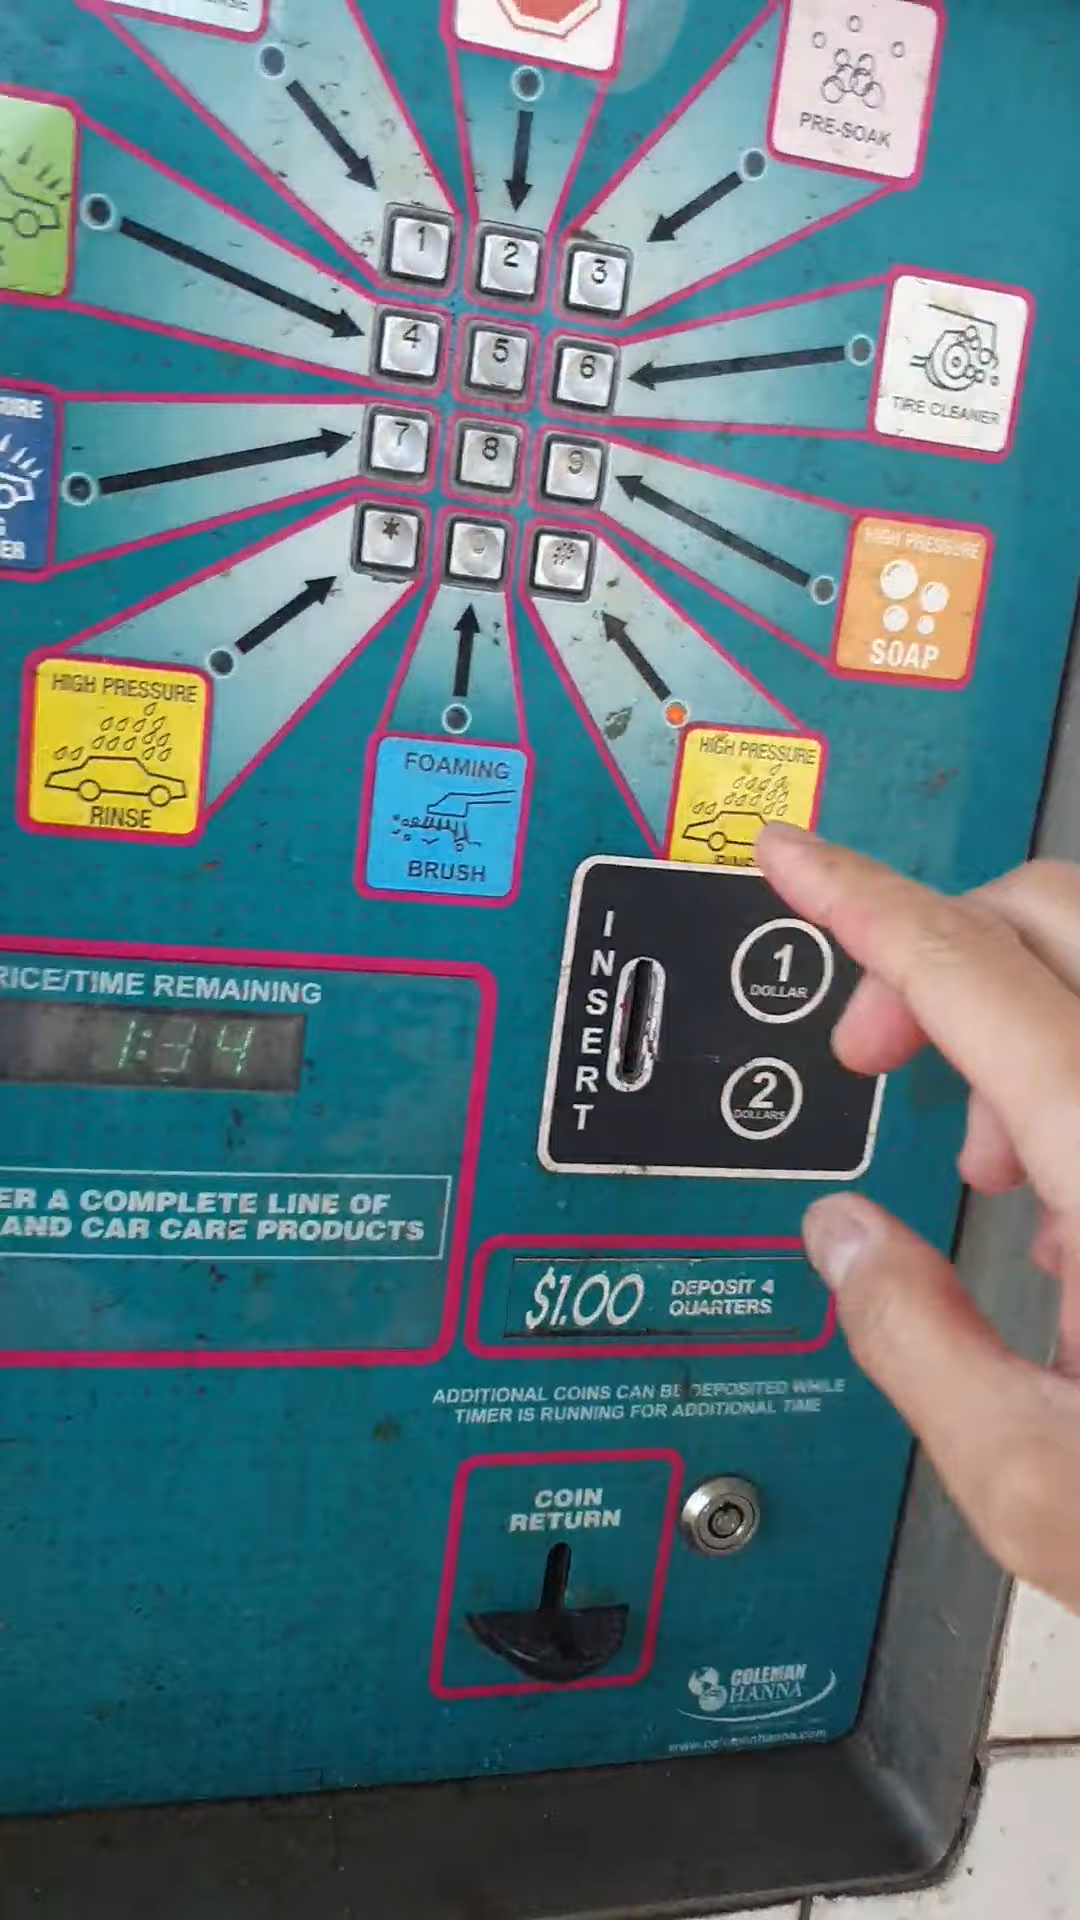 PRE-SOAK
1
2
3
4
5
6
TIRE CLEANER
7
8
9
HIGH PRESSURE
SOAP
*
#
HIGH PRESSURE
RINSE
FOAMING
BRUSH
HIGH PRESSURE
INSERT
1
DOLLAR
2
DOLLARS
RICE/TIME REMAINING
1:34
ER A COMPLETE LINE OF
AND CAR CARE PRODUCTS
$1.00
DEPOSIT 4
QUARTERS
ADDITIONAL COINS CAN BE DEPOSITED WHILE
TIMER IS RUNNING FOR ADDITIONAL TIME
COIN
RETURN
COLEMAN
HANNA